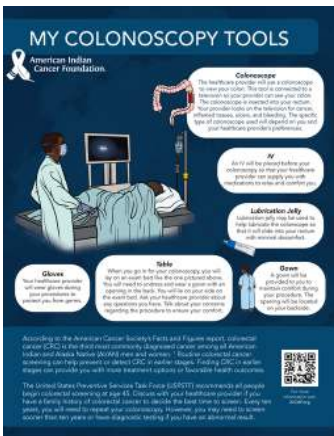 MY COLONOSCOPY TOOLS
American Indian
Cancer Foundation
Colonoscope
The healthcare provider will use a colonoscope
to view your colon. This tool is connected to a
television so your provider can see your colon.
The colonoscope is inserted into your rectum.
Your provider looks on the television for cancer,
inflamed tissues, ulcers, and bleeding. The specific
type of colonoscope used will depend on you and
your healthcare provider's preferences.
IV
An IV will be placed before your
colonoscopy so that your healthcare
provider can supply you with
medications to relax and comfort you.
Lubrication Jelly
Lubrication jelly may be used to
help lubricate the colonoscope so
that it will slide into your rectum
with minimal discomfort.
Gloves
Your healthcare provider
will wear gloves during
your procedures to
protect you from germs.
Table
When you go in for your colonoscopy, you will
lay on an exam bed like the one pictured above.
You will need to undress and wear a gown with an
opening in the back. You will lie on your side on
the exam bed. Ask your healthcare provider about
any questions you have. Talk about your concerns
regarding the procedure to ensure your comfort.
Gown
A gown will be
provided to you to
maintain comfort during
your procedure. The
opening will be located
on your backside.
According to the American Cancer Society's Facts and Figures report, colorectal
cancer (CRC) is the third most commonly diagnosed cancer among all American
Indian and Alaska Native (AI/AN) men and women. Routine colorectal cancer
screening can help prevent or detect CRC in earlier stages. Finding CRC in earlier
stages can provide you with more treatment options or favorable health outcomes.
The United States Preventive Services Task Force (USPSTF) recommends all people
begin colorectal screening at age 45. Discuss with your healthcare provider if you
have a family history of colorectal cancer to decide the best time to screen. Every ten
years, you will need to repeat your colonoscopy. However, you may need to screen
sooner than ten years or have diagnostic testing if you have an abnormal result.